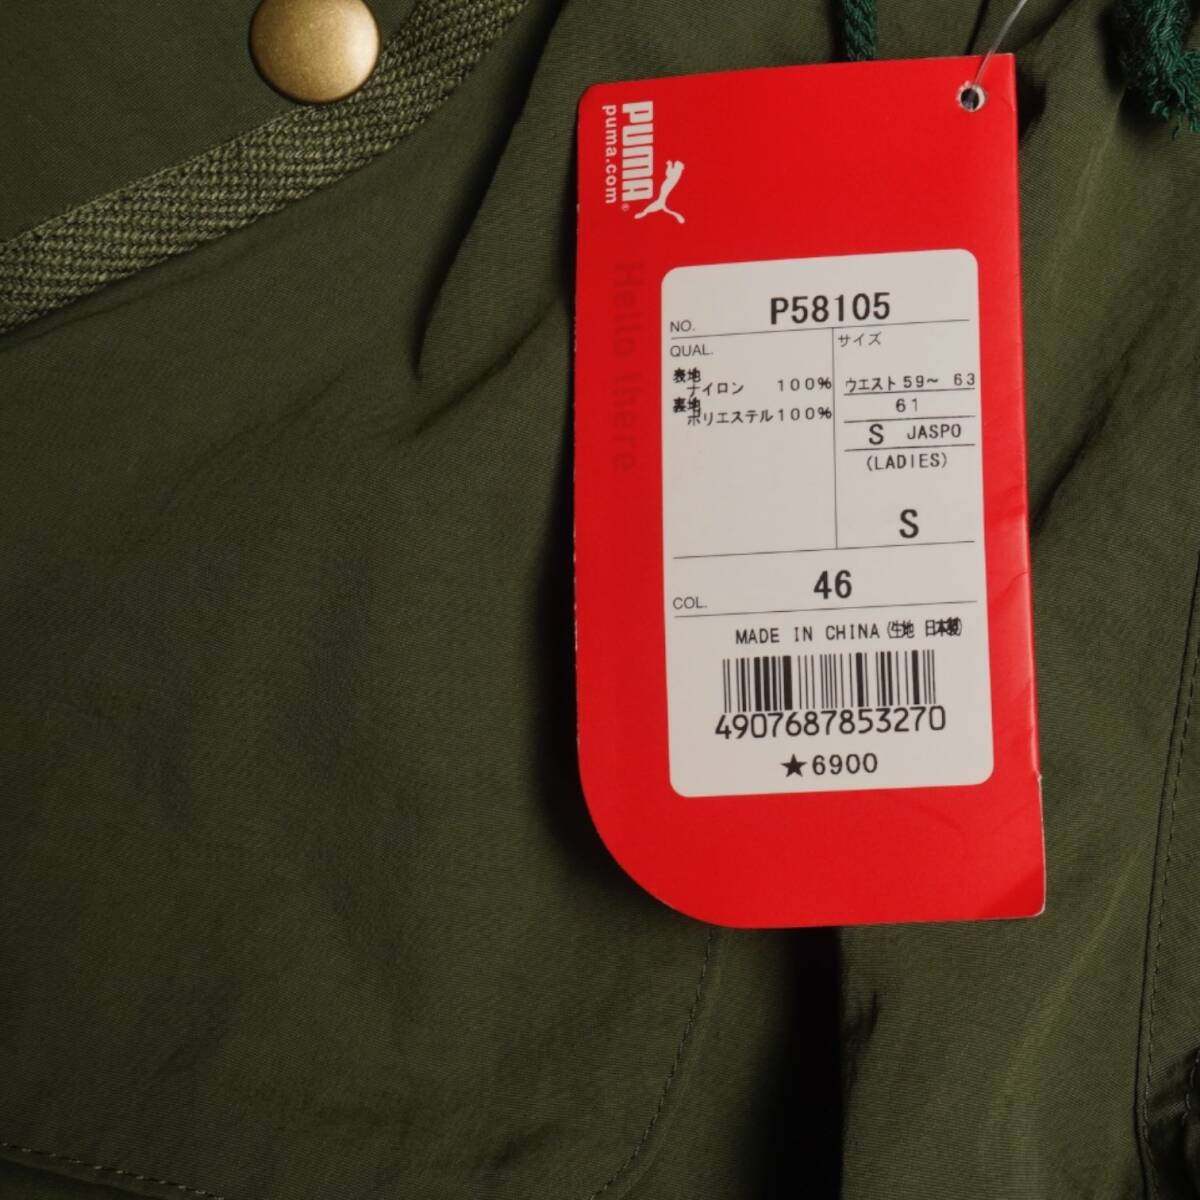 PUMA®
puma.com
Hello there
NO. P58105
QUAL.
表地
ナイロン 100%
裏地
ポリエステル100%
サイズ
ウエスト59～ 63
61
S JASPO
(LADIES)
S
COL. 46
MADE IN CHINA(生地 日本製)
4907687853270
★6900